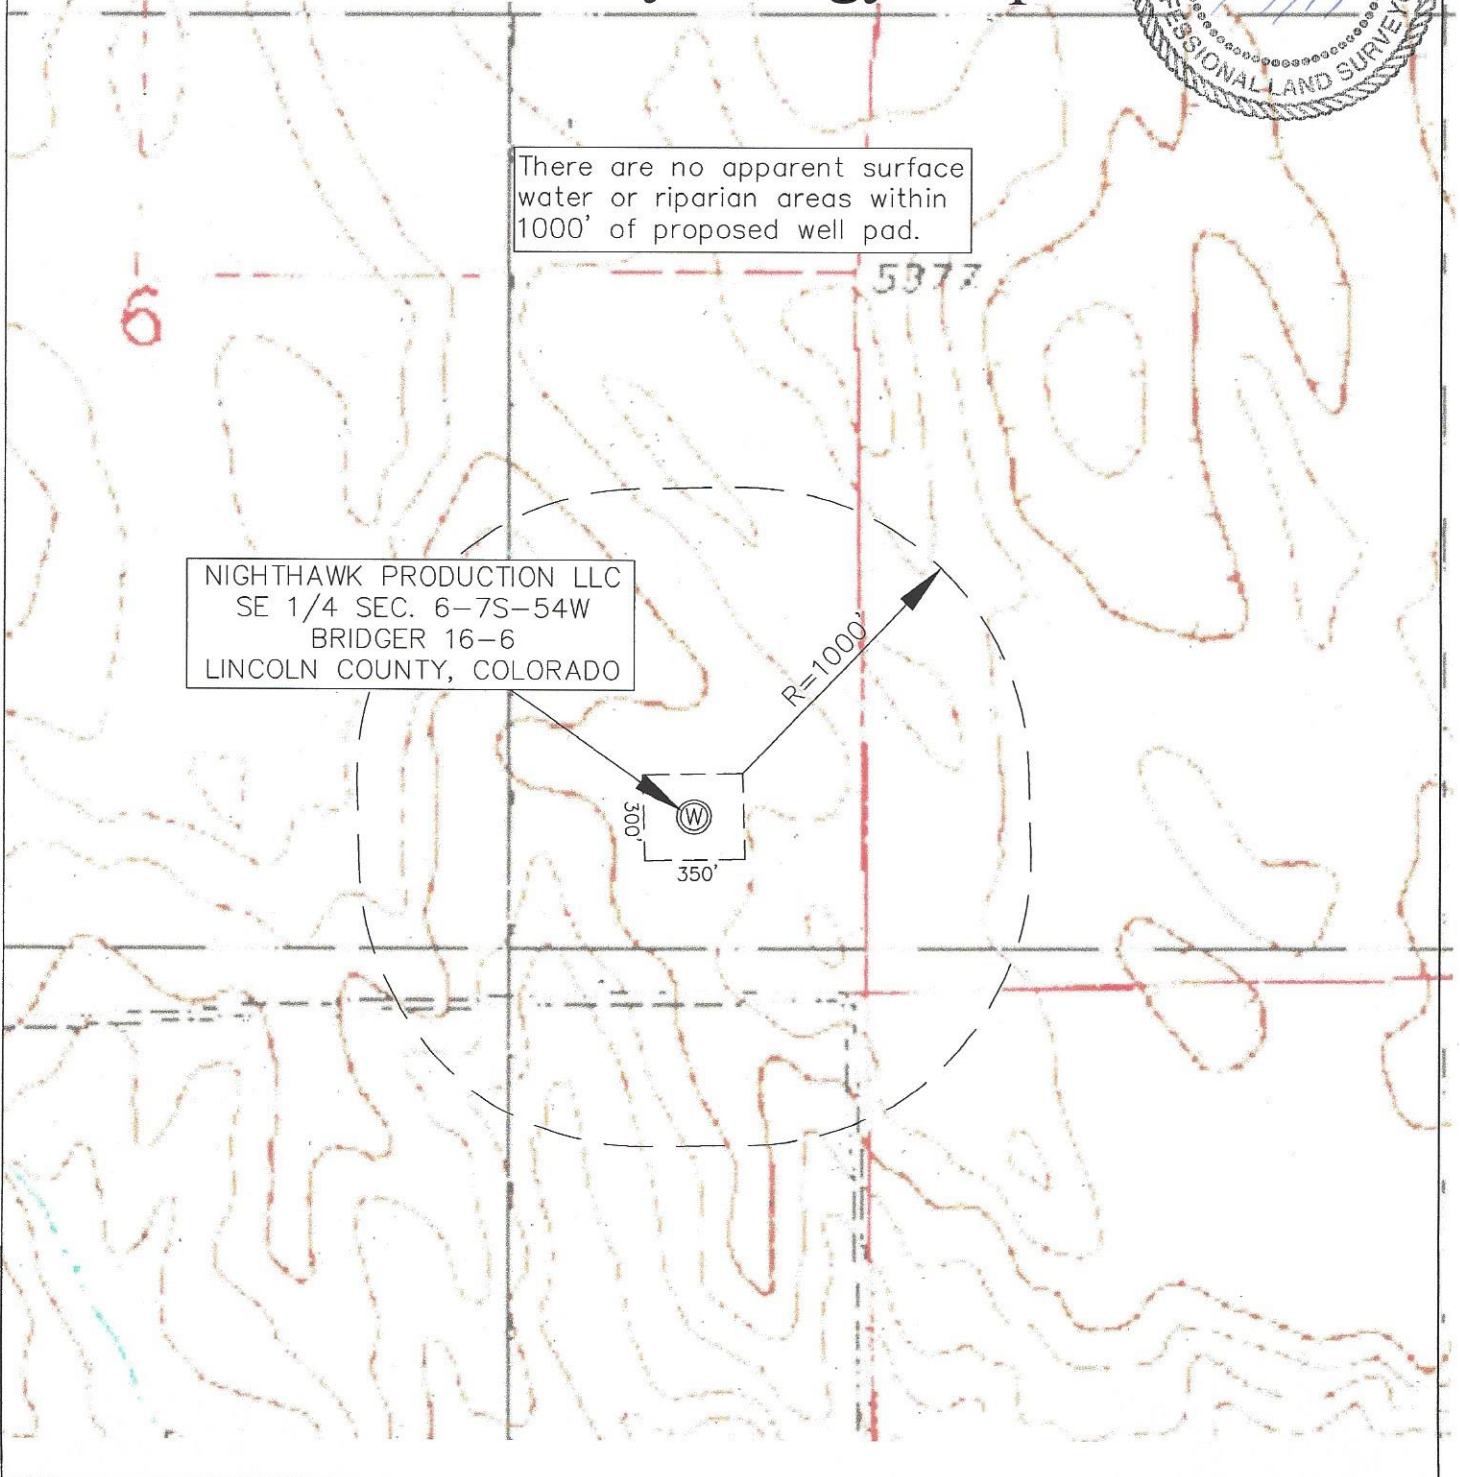 There are no apparent surface
water or riparian areas within
1000' of proposed well pad.
5377
6
NIGHTHAWK PRODUCTION LLC
SE 1/4 SEC. 6-7S-54W
BRIDGER 16-6
LINCOLN COUNTY, COLORADO
R=1000'
W
300'
350'
LAND SURVEY